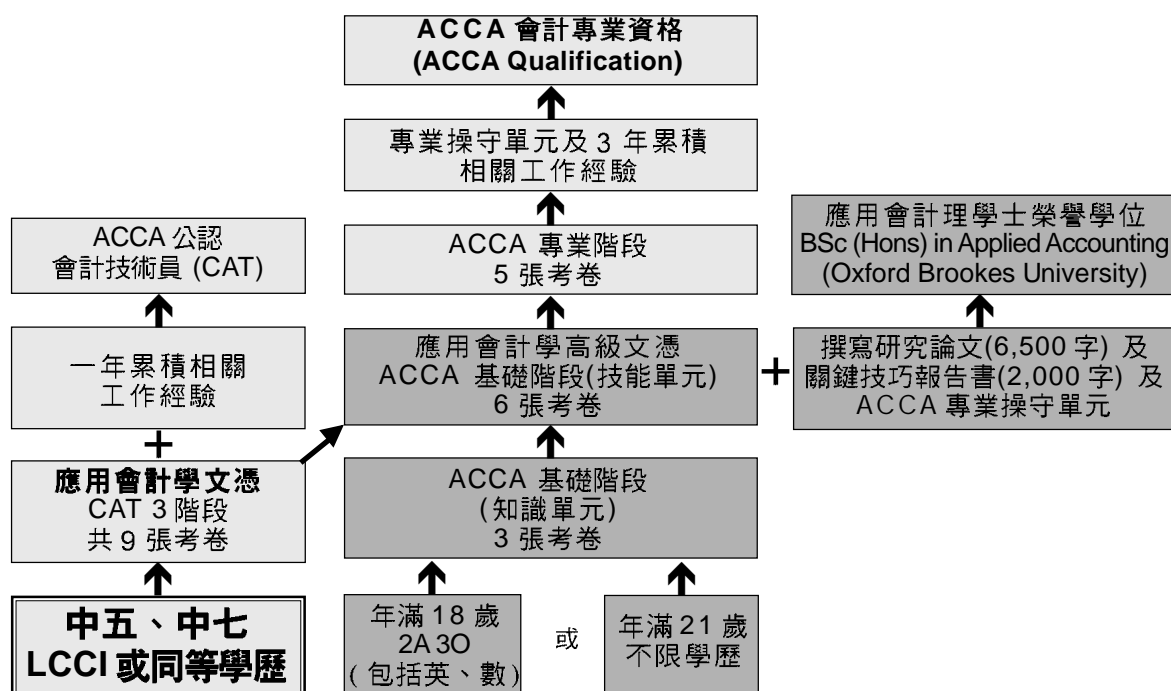 ACCA 會計專業資格
(ACCA Qualification)
專業操守單元及 3 年累積
相關工作經驗
ACCA 專業階段
5 張考卷
應用會計理學士榮譽學位
BSc (Hons) in Applied Accounting
(Oxford Brookes University)
ACCA 公認
會計技術員 (CAT)
一年累積相關
工作經驗
應用會計學高級文憑
ACCA 基礎階段(技能單元)
6 張考卷
+
撰寫研究論文(6,500 字) 及
關鍵技巧報告書(2,000 字) 及
ACCA 專業操守單元
+
應用會計學文憑
CAT 3 階段
共 9 張考卷
ACCA 基礎階段
(知識單元)
3 張考卷
中五、中七
LCCI 或同等學歷
年滿 18 歲
2A 3O
( 包括英、數 )
或
年滿 21 歲
不限學歷